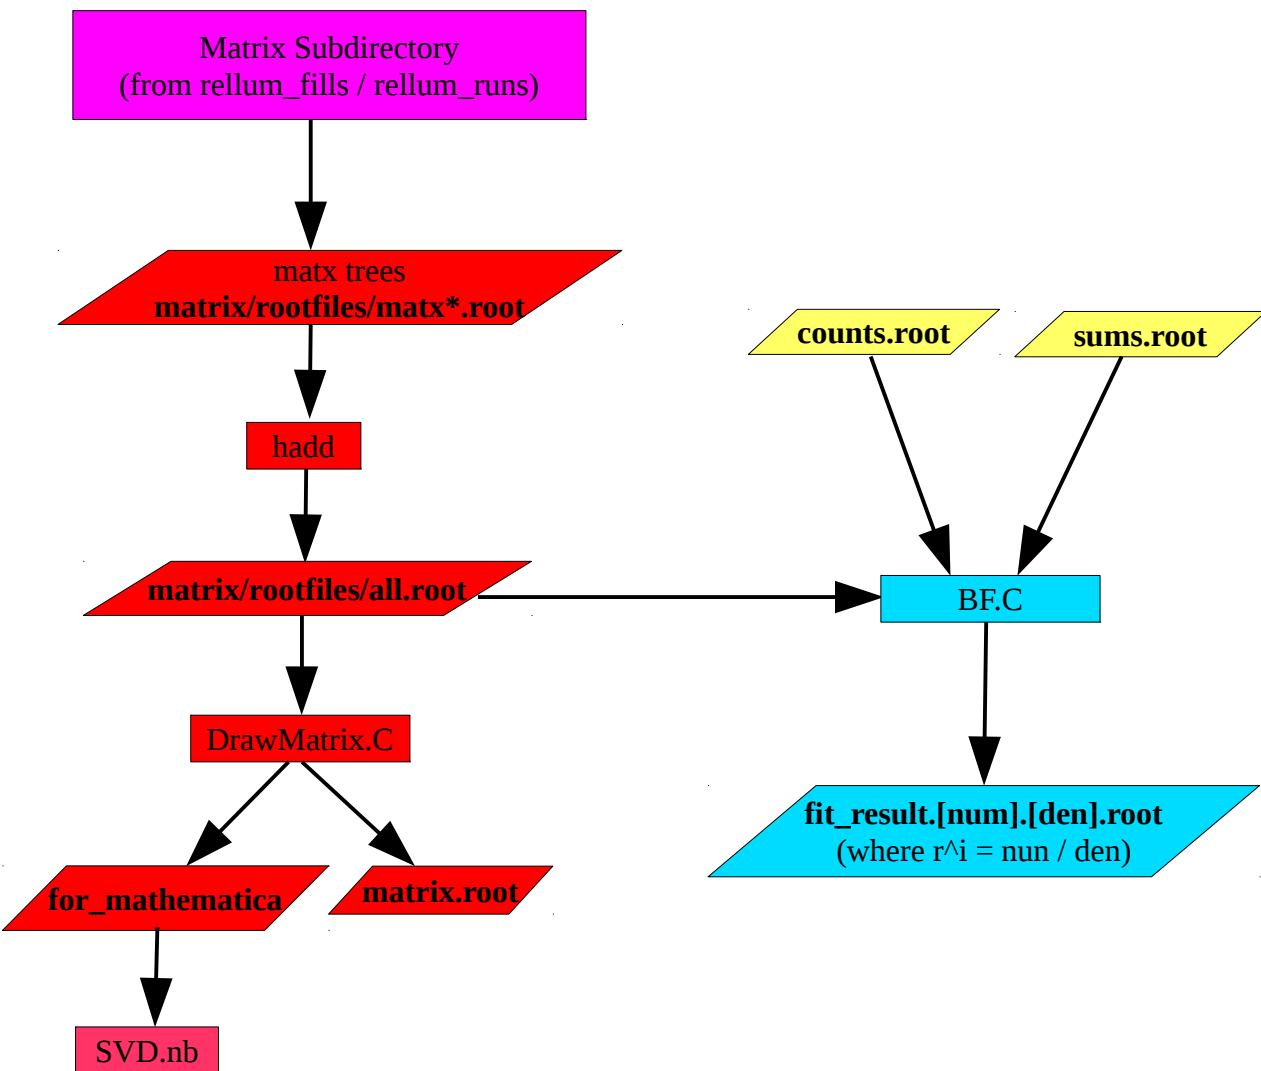 Matrix Subdirectory
(from rellum_fills / rellum_runs)
matx trees
matrix/rootfiles/matx*.root
counts.root
sums.root
hadd
matrix/rootfiles/all.root
BF.C
DrawMatrix.C
fit_result.[num].[den].root
(where r^i = nun / den)
for_mathematica
matrix.root
SVD.nb